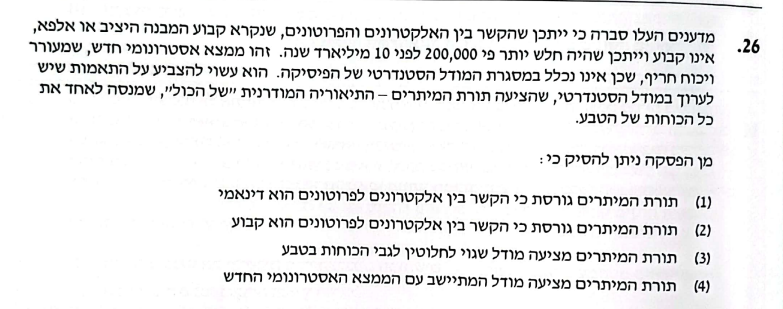 26. מדענים העלו סברה כי ייתכן שהקשר בין האלקטרונים והפרוטונים, שנקרא קבוע המבנה היציב או אלפא,
אינו קבוע וייתכן שהיה חלש יותר פי 200,000 לפני 10 מיליארד שנה. זהו ממצא אסטרונומי חדש, שמעורר
ויכוח חריף, שכן אינו נכלל במסגרת המודל הסטנדרטי של הפיסיקה. הוא עשוי להצביע על התאמות שיש
לערוך במודל הסטנדרטי, שהציעה תורת המיתרים – התיאוריה המודרנית "של הכול", שמנסה לאחד את
כל הכוחות של הטבע.
מן הפסקה ניתן להסיק כי:
(1) תורת המיתרים גורסת כי הקשר בין אלקטרונים לפרוטונים הוא דינאמי
(2) תורת המיתרים גורסת כי הקשר בין אלקטרונים לפרוטונים הוא קבוע
(3) תורת המיתרים מציעה מודל שגוי לחלוטין לגבי הכוחות בטבע
(4) תורת המיתרים מציעה מודל המתיישב עם הממצא האסטרונומי החדש